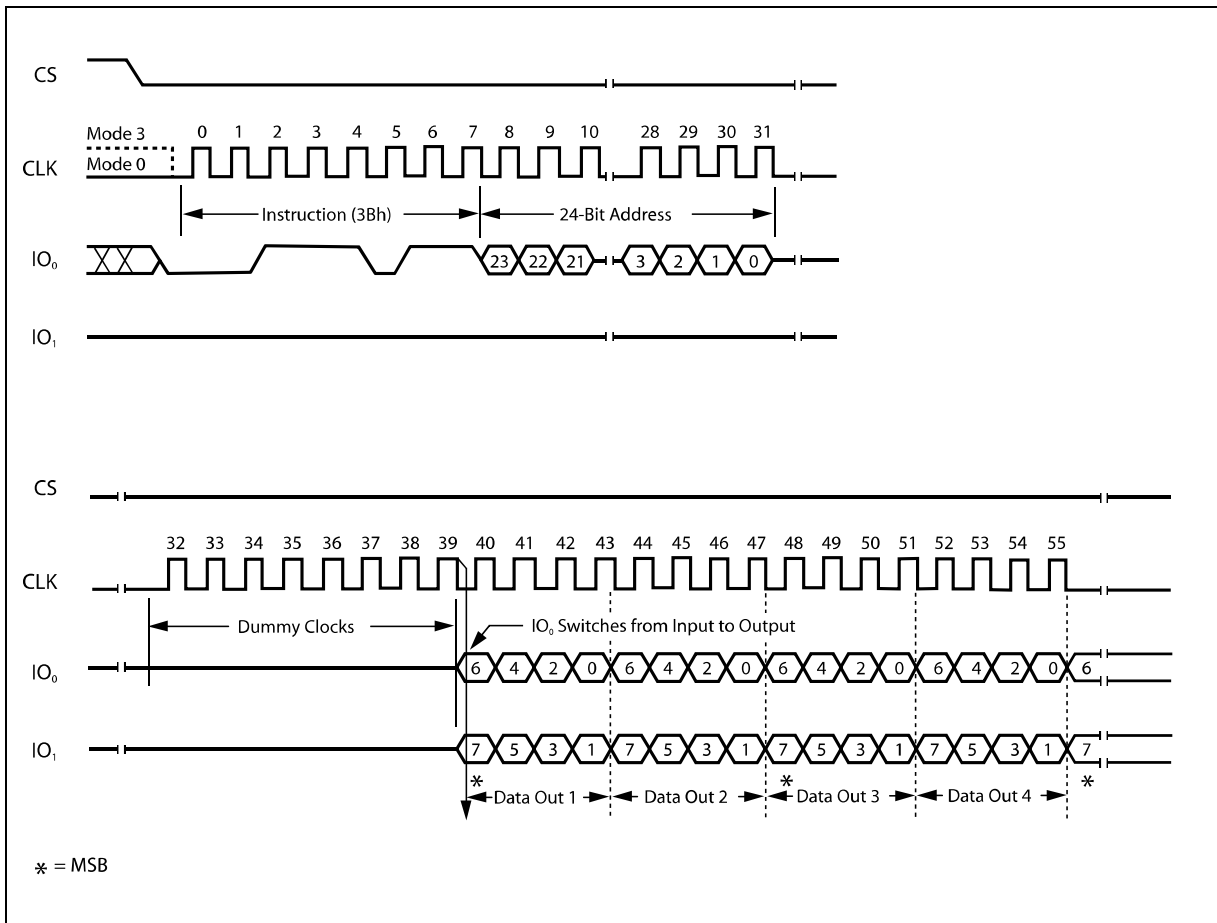 CS
Mode 3
0 1 2 3 4 5 6 7 8 9 10 28 29 30 31
Mode 0
CLK
Instruction (3Bh) 24-Bit Address
IO₀ 23 22 21 3 2 1 0
IO₁
CS
32 33 34 35 36 37 38 39 40 41 42 43 44 45 46 47 48 49 50 51 52 53 54 55
CLK
Dummy Clocks IO₀ Switches from Input to Output
IO₀ 6 4 2 0 6 4 2 0 6 4 2 0 6 4 2 0 6
IO₁ 7 5 3 1 7 5 3 1 7 5 3 1 7 5 3 1 7
* * *
Data Out 1 Data Out 2 Data Out 3 Data Out 4
* = MSB